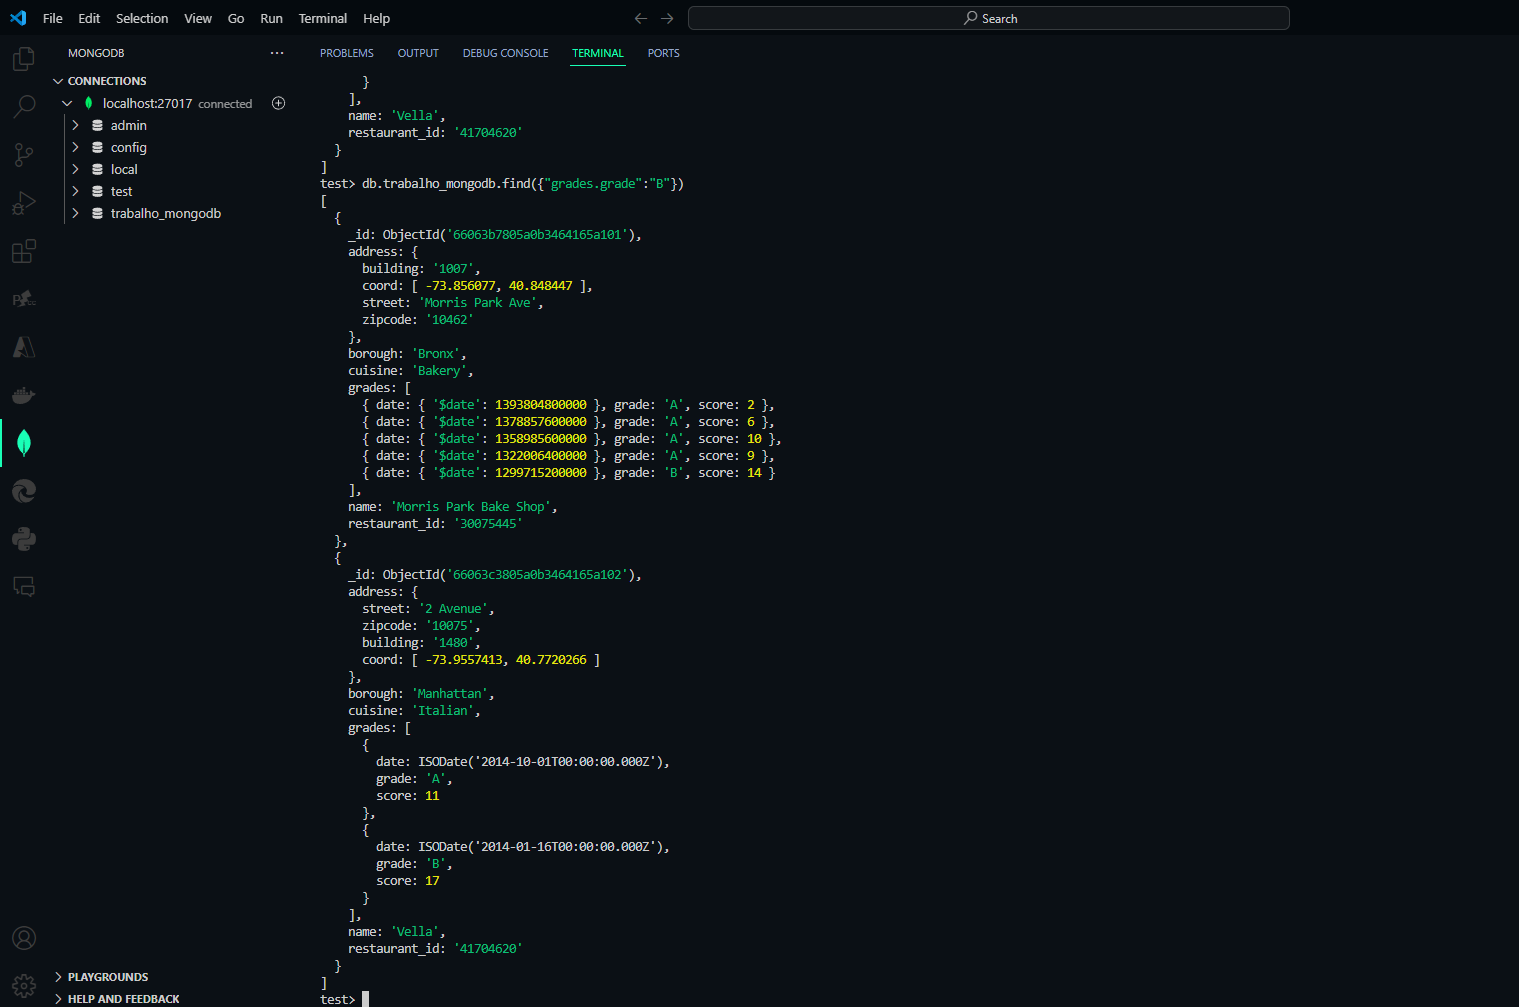 File Edit Selection View Go Run Terminal Help
Search
MONGODB
CONNECTIONS
localhost:27017 connected
admin
config
local
test
trabalho_mongodb
PLAYGROUNDS
HELP AND FEEDBACK
PROBLEMS OUTPUT DEBUG CONSOLE TERMINAL PORTS
      }
    ],
    name: 'Vella',
    restaurant_id: '41704620'
  }
]
test> db.trabalho_mongodb.find({"grades.grade":"B"})
[
  {
    _id: ObjectId('66063b7805a0b3464165a101'),
    address: {
      building: '1007',
      coord: [ -73.856077, 40.848447 ],
      street: 'Morris Park Ave',
      zipcode: '10462'
    },
    borough: 'Bronx',
    cuisine: 'Bakery',
    grades: [
      { date: { '$date': 1393804800000 }, grade: 'A', score: 2 },
      { date: { '$date': 1378857600000 }, grade: 'A', score: 6 },
      { date: { '$date': 1358985600000 }, grade: 'A', score: 10 },
      { date: { '$date': 1322006400000 }, grade: 'A', score: 9 },
      { date: { '$date': 1299715200000 }, grade: 'B', score: 14 }
    ],
    name: 'Morris Park Bake Shop',
    restaurant_id: '30075445'
  },
  {
    _id: ObjectId('66063c3805a0b3464165a102'),
    address: {
      street: '2 Avenue',
      zipcode: '10075',
      building: '1480',
      coord: [ -73.9557413, 40.7720266 ]
    },
    borough: 'Manhattan',
    cuisine: 'Italian',
    grades: [
      {
        date: ISODate('2014-10-01T00:00:00.000Z'),
        grade: 'A',
        score: 11
      },
      {
        date: ISODate('2014-01-16T00:00:00.000Z'),
        grade: 'B',
        score: 17
      }
    ],
    name: 'Vella',
    restaurant_id: '41704620'
  }
]
test>